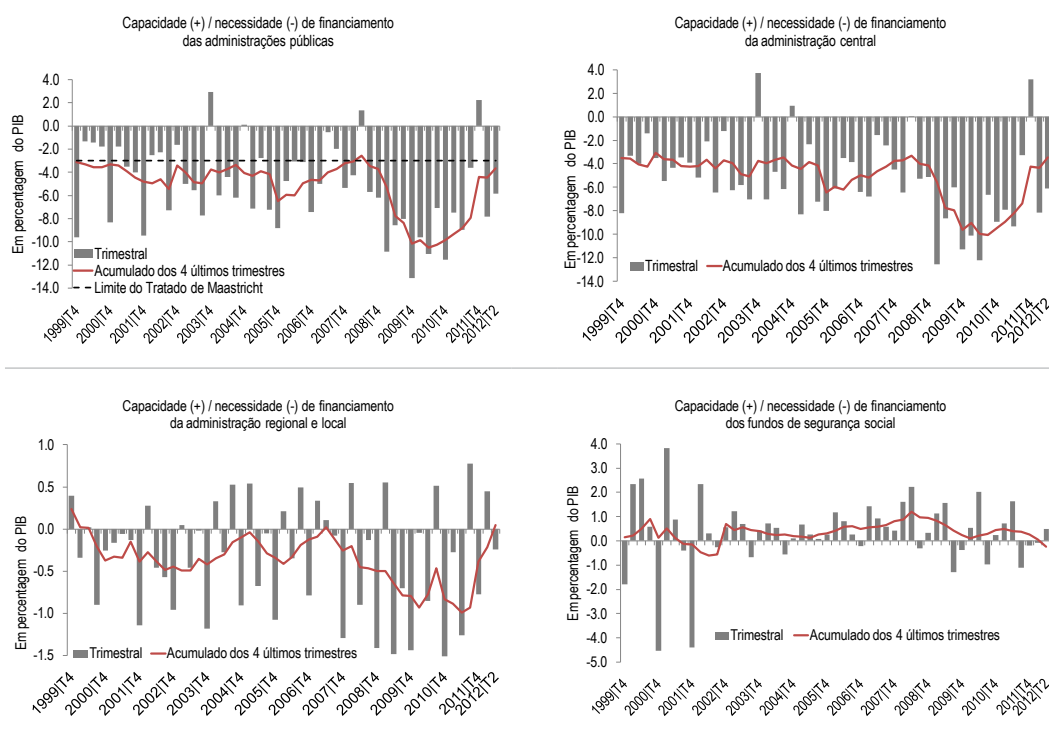 Capacidade (+) / necessidade (-) de financiamento
das administrações públicas
Em percentagem do PIB
4.0
2.0
0.0
-2.0
-4.0
-6.0
-8.0
-10.0
-12.0
-14.0
Trimestral
Acumulado dos 4 últimos trimestres
Limite do Tratado de Maastricht
1999|T4
2000|T4
2001|T4
2002|T4
2003|T4
2004|T4
2005|T4
2006|T4
2007|T4
2008|T4
2009|T4
2010|T4
2011|T4
2012|T2
Capacidade (+) / necessidade (-) de financiamento
da administração central
Em percentagem do PIB
4.0
2.0
0.0
-2.0
-4.0
-6.0
-8.0
-10.0
-12.0
-14.0
Trimestral
Acumulado dos 4 últimos trimestres
1999|T4
2000|T4
2001|T4
2002|T4
2003|T4
2004|T4
2005|T4
2006|T4
2007|T4
2008|T4
2009|T4
2010|T4
2011|T4
2012|T2
Capacidade (+) / necessidade (-) de financiamento
da administração regional e local
Em percentagem do PIB
1.0
0.5
0.0
-0.5
-1.0
-1.5
Trimestral
Acumulado dos 4 últimos trimestres
1999|T4
2000|T4
2001|T4
2002|T4
2003|T4
2004|T4
2005|T4
2006|T4
2007|T4
2008|T4
2009|T4
2010|T4
2011|T4
2012|T2
Capacidade (+) / necessidade (-) de financiamento
dos fundos de segurança social
Em percentagem do PIB
4.0
3.0
2.0
1.0
0.0
-1.0
-2.0
-3.0
-4.0
-5.0
Trimestral
Acumulado dos 4 últimos trimestres
1999|T4
2000|T4
2001|T4
2002|T4
2003|T4
2004|T4
2005|T4
2006|T4
2007|T4
2008|T4
2009|T4
2010|T4
2011|T4
2012|T2